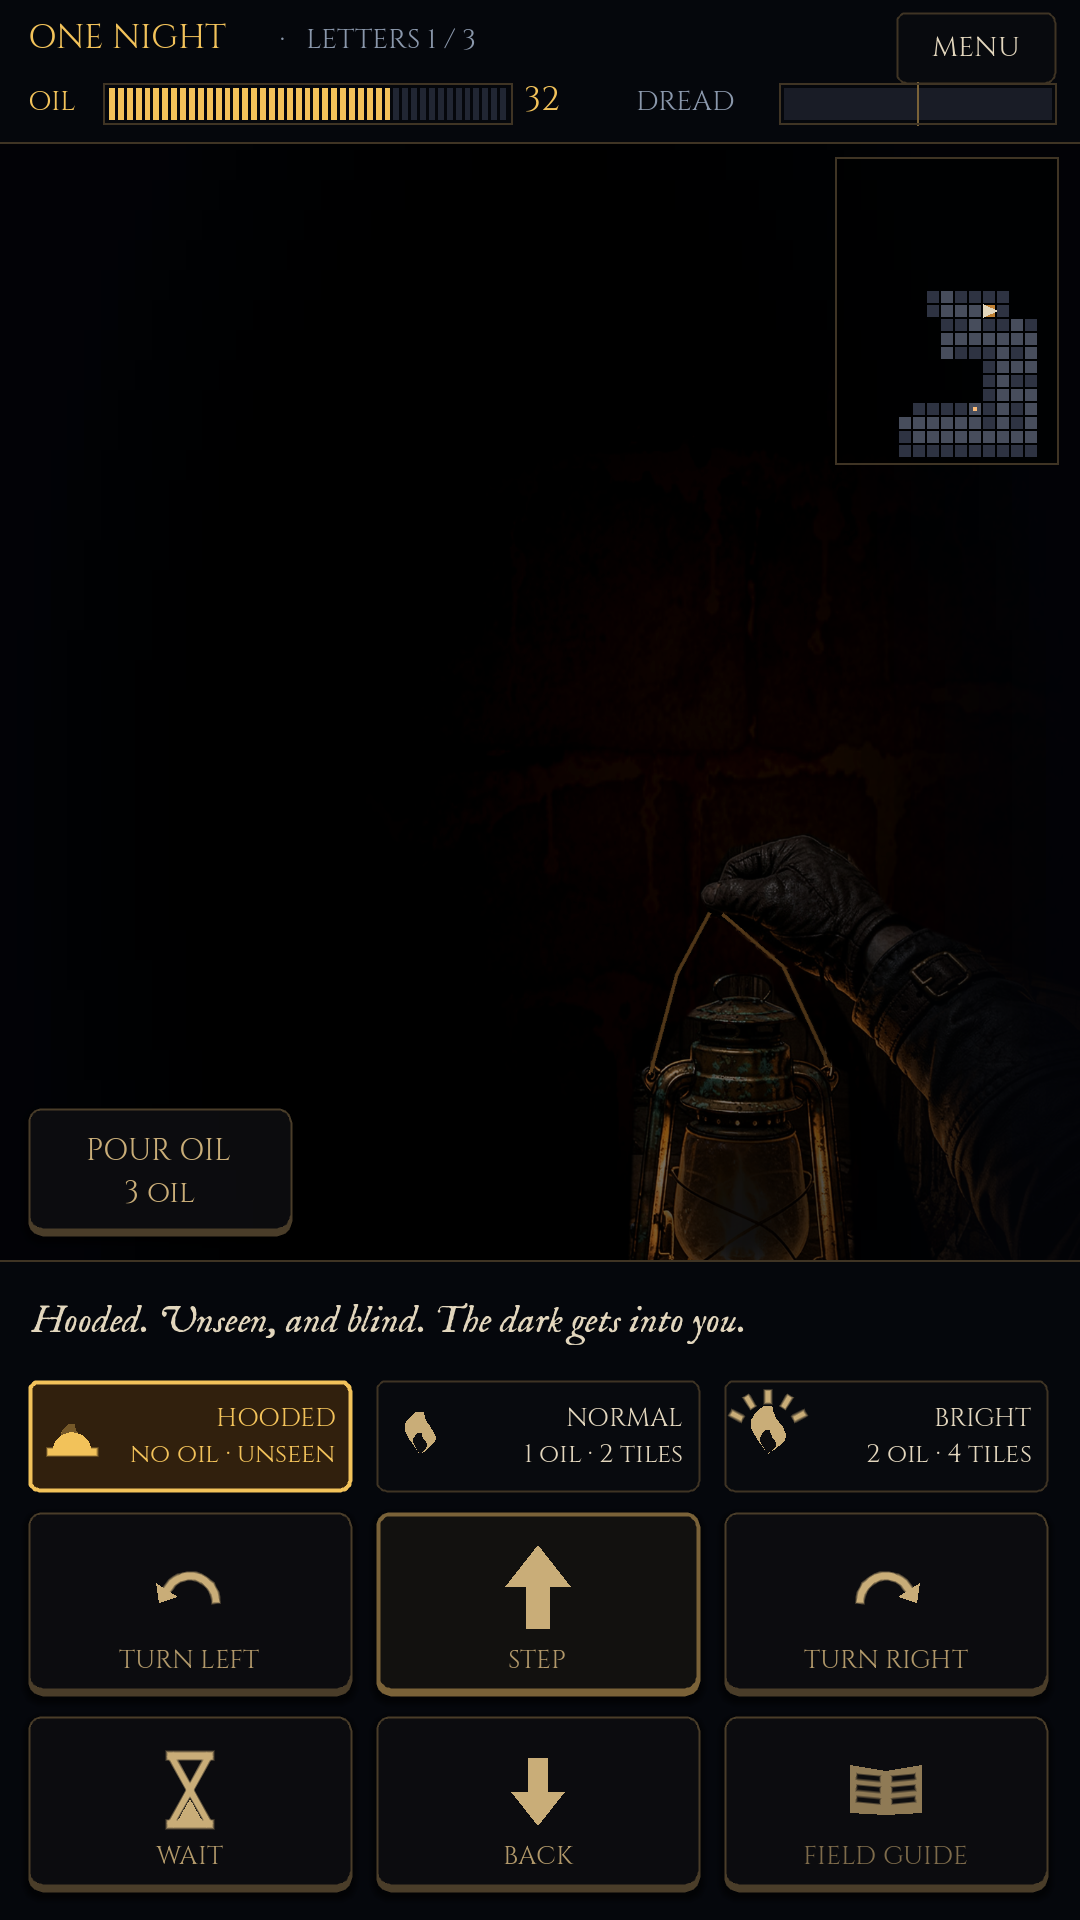 ONE NIGHT · LETTERS 1 / 3
MENU
OIL 32 DREAD
POUR OIL
3 OIL
Hooded. Unseen, and blind. The dark gets into you.
HOODED
NO OIL · UNSEEN
NORMAL
1 OIL · 2 TILES
BRIGHT
2 OIL · 4 TILES
TURN LEFT
STEP
TURN RIGHT
WAIT
BACK
FIELD GUIDE